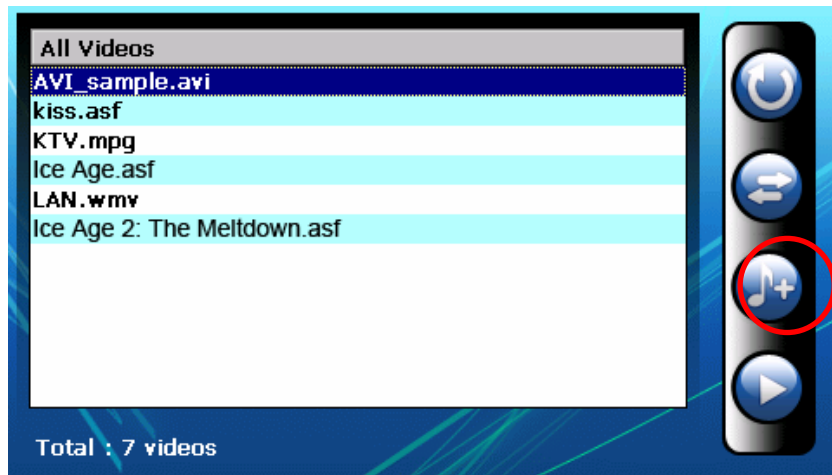 All Videos
AVI_sample.avi
kiss.asf
KTV.mpg
Ice Age.asf
LAN.wmv
Ice Age 2: The Meltdown.asf
Total : 7 videos